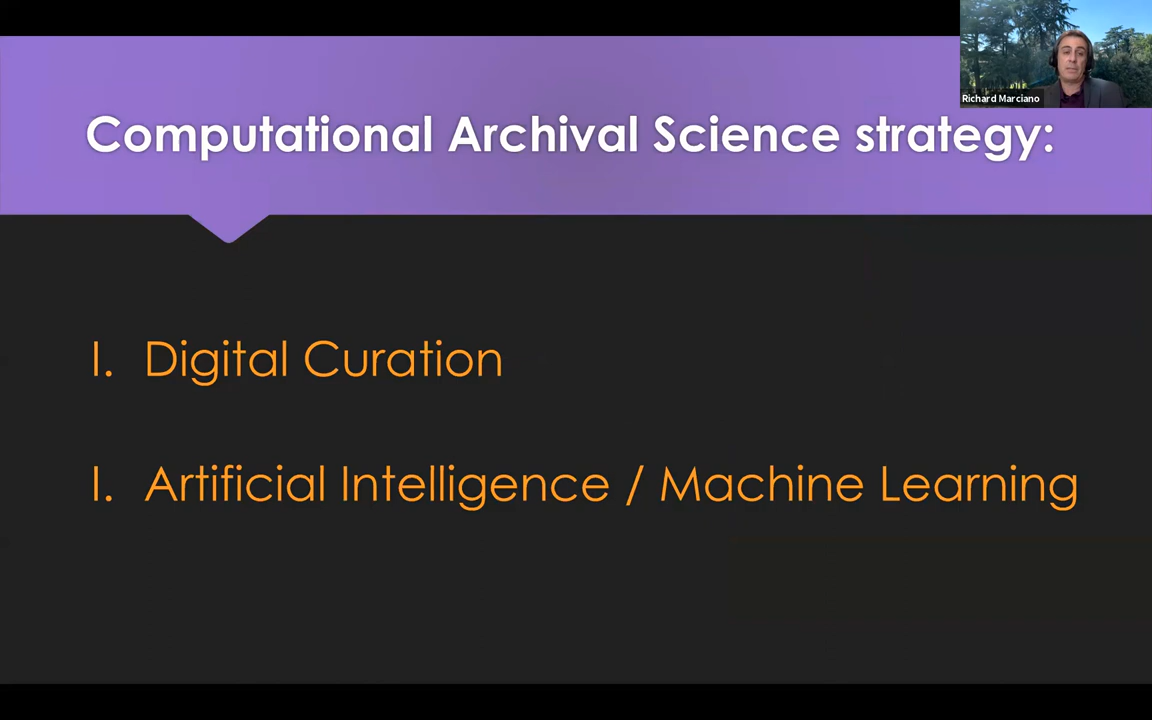 Richard Marciano
Computational Archival Science strategy:
I. Digital Curation
I. Artificial Intelligence / Machine Learning